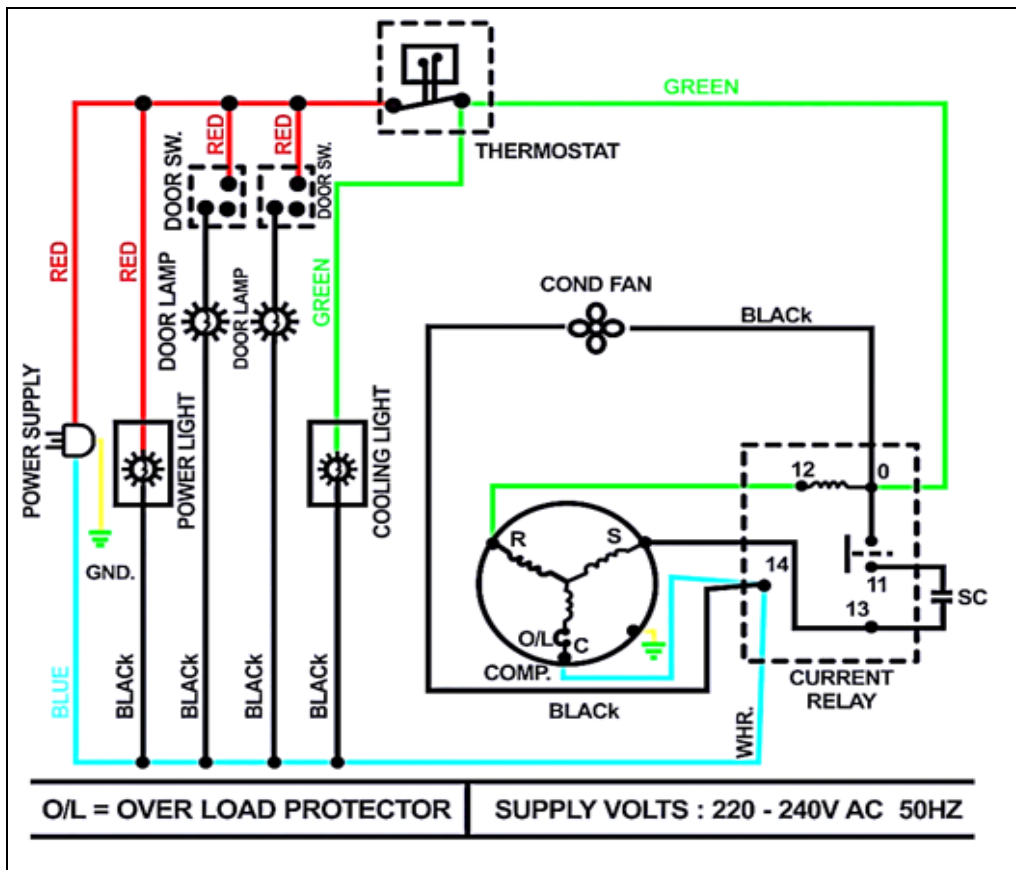 GREEN
THERMOSTAT
RED
RED
DOOR SW.
DOOR SW.
RED
RED
GREEN
DOOR LAMP
DOOR LAMP
COND FAN
BLACk
POWER SUPPLY
POWER LIGHT
COOLING LIGHT
12
0
R
S
14
11
SC
13
GND.
O/L
C
COMP.
CURRENT
RELAY
BLUE
BLACk
BLACk
BLACk
BLACk
BLACk
WHR.
O/L = OVER LOAD PROTECTOR
SUPPLY VOLTS : 220 - 240V AC 50HZ